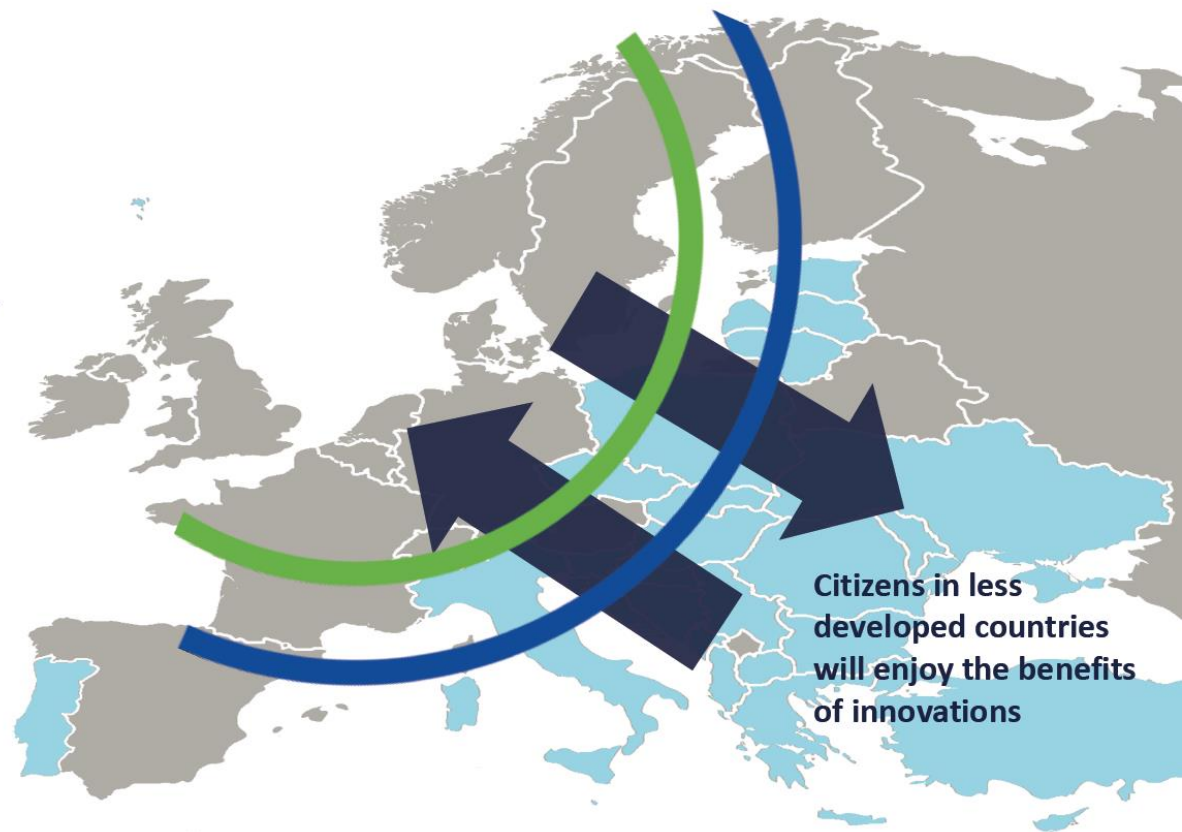 Citizens in less
developed countries
will enjoy the benefits
of innovations